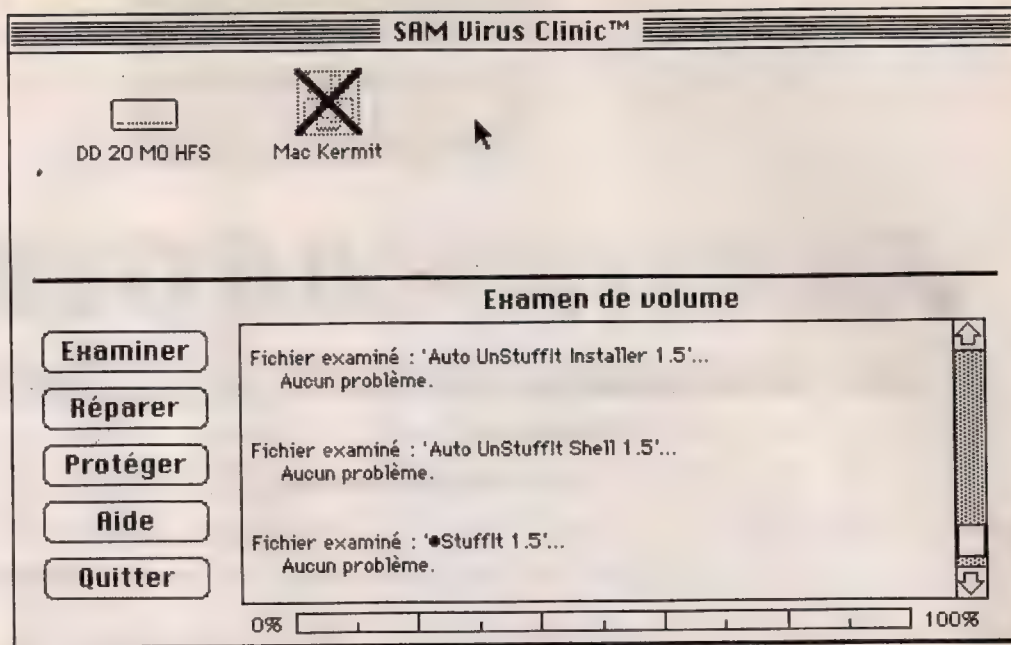 SAM Virus Clinic™
DD 20 MO HFS
Mac Kermit
Examen de volume
Examiner
Réparer
Protéger
Aide
Quitter
Fichier examiné : 'Auto UnStuffIt Installer 1.5'...
Aucun problème.
Fichier examiné : 'Auto UnStuffIt Shell 1.5'...
Aucun problème.
Fichier examiné : '●StuffIt 1.5'...
Aucun problème.
0%
100%